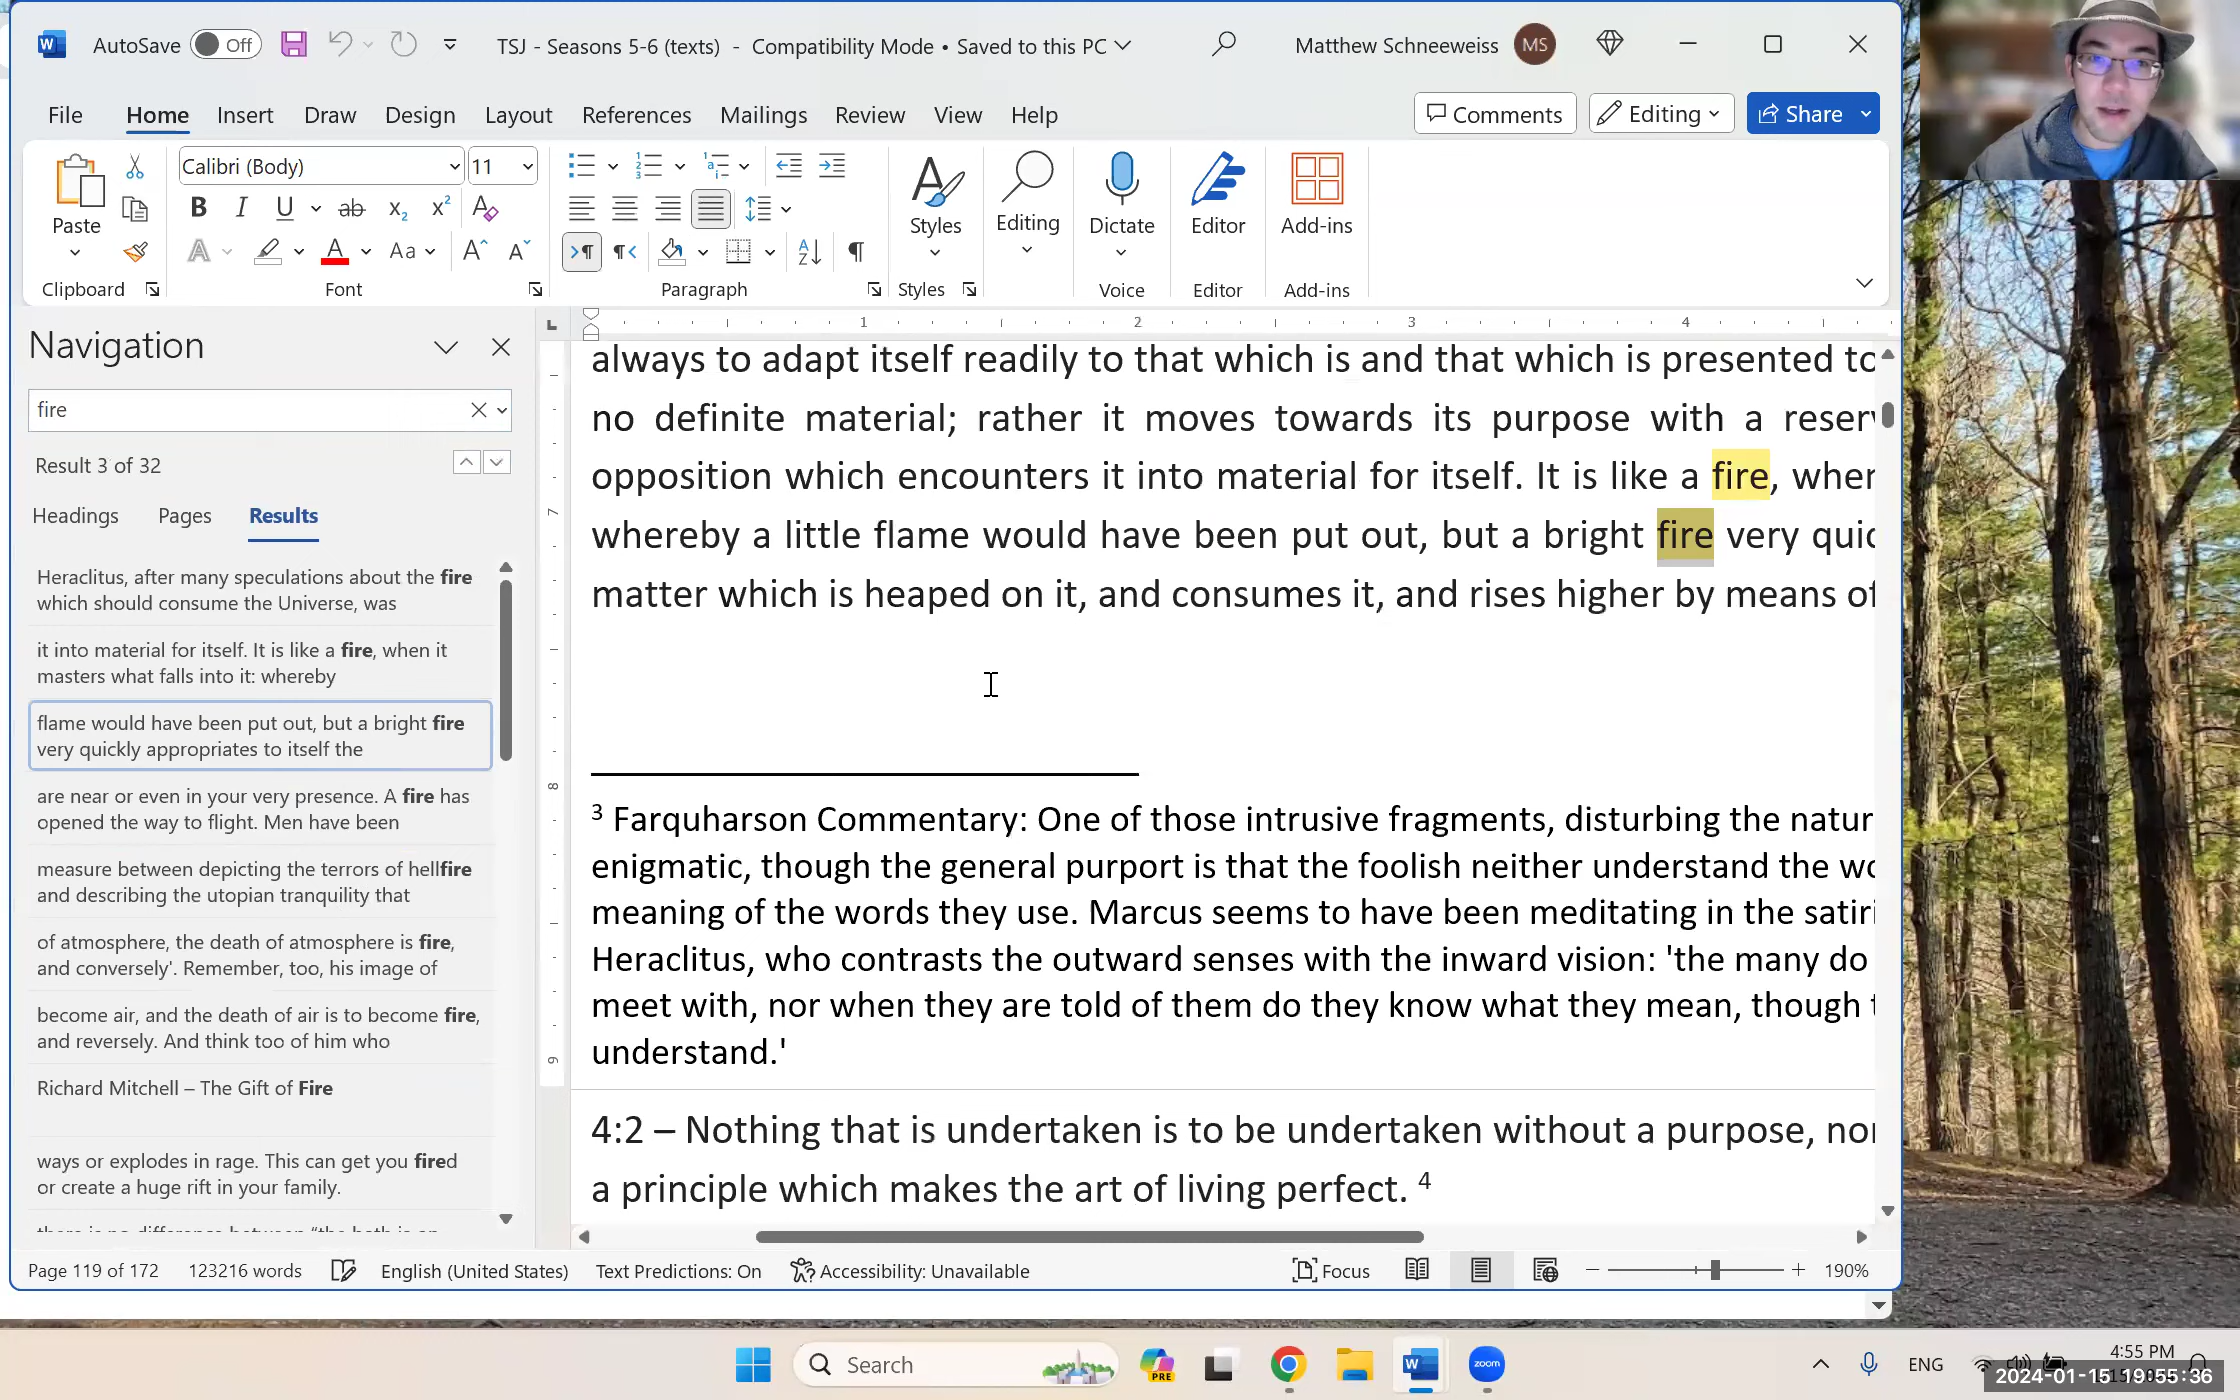 AutoSave Off TSJ - Seasons 5-6 (texts) - Compatibility Mode • Saved to this PC Matthew Schneeweiss MS
File Home Insert Draw Design Layout References Mailings Review View Help Comments Editing Share
Paste
Clipboard
Calibri (Body) 11
Font
Paragraph
Styles
Styles
Editing
Dictate
Voice
Editor
Editor
Add-ins
Add-ins
Navigation
fire
Result 3 of 32
Headings Pages Results
Heraclitus, after many speculations about the fire
which should consume the Universe, was
it into material for itself. It is like a fire, when it
masters what falls into it: whereby
flame would have been put out, but a bright fire
very quickly appropriates to itself the
are near or even in your very presence. A fire has
opened the way to flight. Men have been
measure between depicting the terrors of hellfire
and describing the utopian tranquility that
of atmosphere, the death of atmosphere is fire,
and conversely'. Remember, too, his image of
become air, and the death of air is to become fire,
and reversely. And think too of him who
Richard Mitchell – The Gift of Fire
ways or explodes in rage. This can get you fired
or create a huge rift in your family.
1 2 3 4
7
8
9
always to adapt itself readily to that which is and that which is presented to
no definite material; rather it moves towards its purpose with a reserv
opposition which encounters it into material for itself. It is like a fire, when
whereby a little flame would have been put out, but a bright fire very quic
matter which is heaped on it, and consumes it, and rises higher by means of
3 Farquharson Commentary: One of those intrusive fragments, disturbing the natur
enigmatic, though the general purport is that the foolish neither understand the wo
meaning of the words they use. Marcus seems to have been meditating in the satiri
Heraclitus, who contrasts the outward senses with the inward vision: 'the many do
meet with, nor when they are told of them do they know what they mean, though t
understand.'
4:2 – Nothing that is undertaken is to be undertaken without a purpose, nor
a principle which makes the art of living perfect. 4
Page 119 of 172 123216 words English (United States) Text Predictions: On Accessibility: Unavailable Focus 190%
Search PRE zoom ENG 4:55 PM
2024-01-15 19:55:36